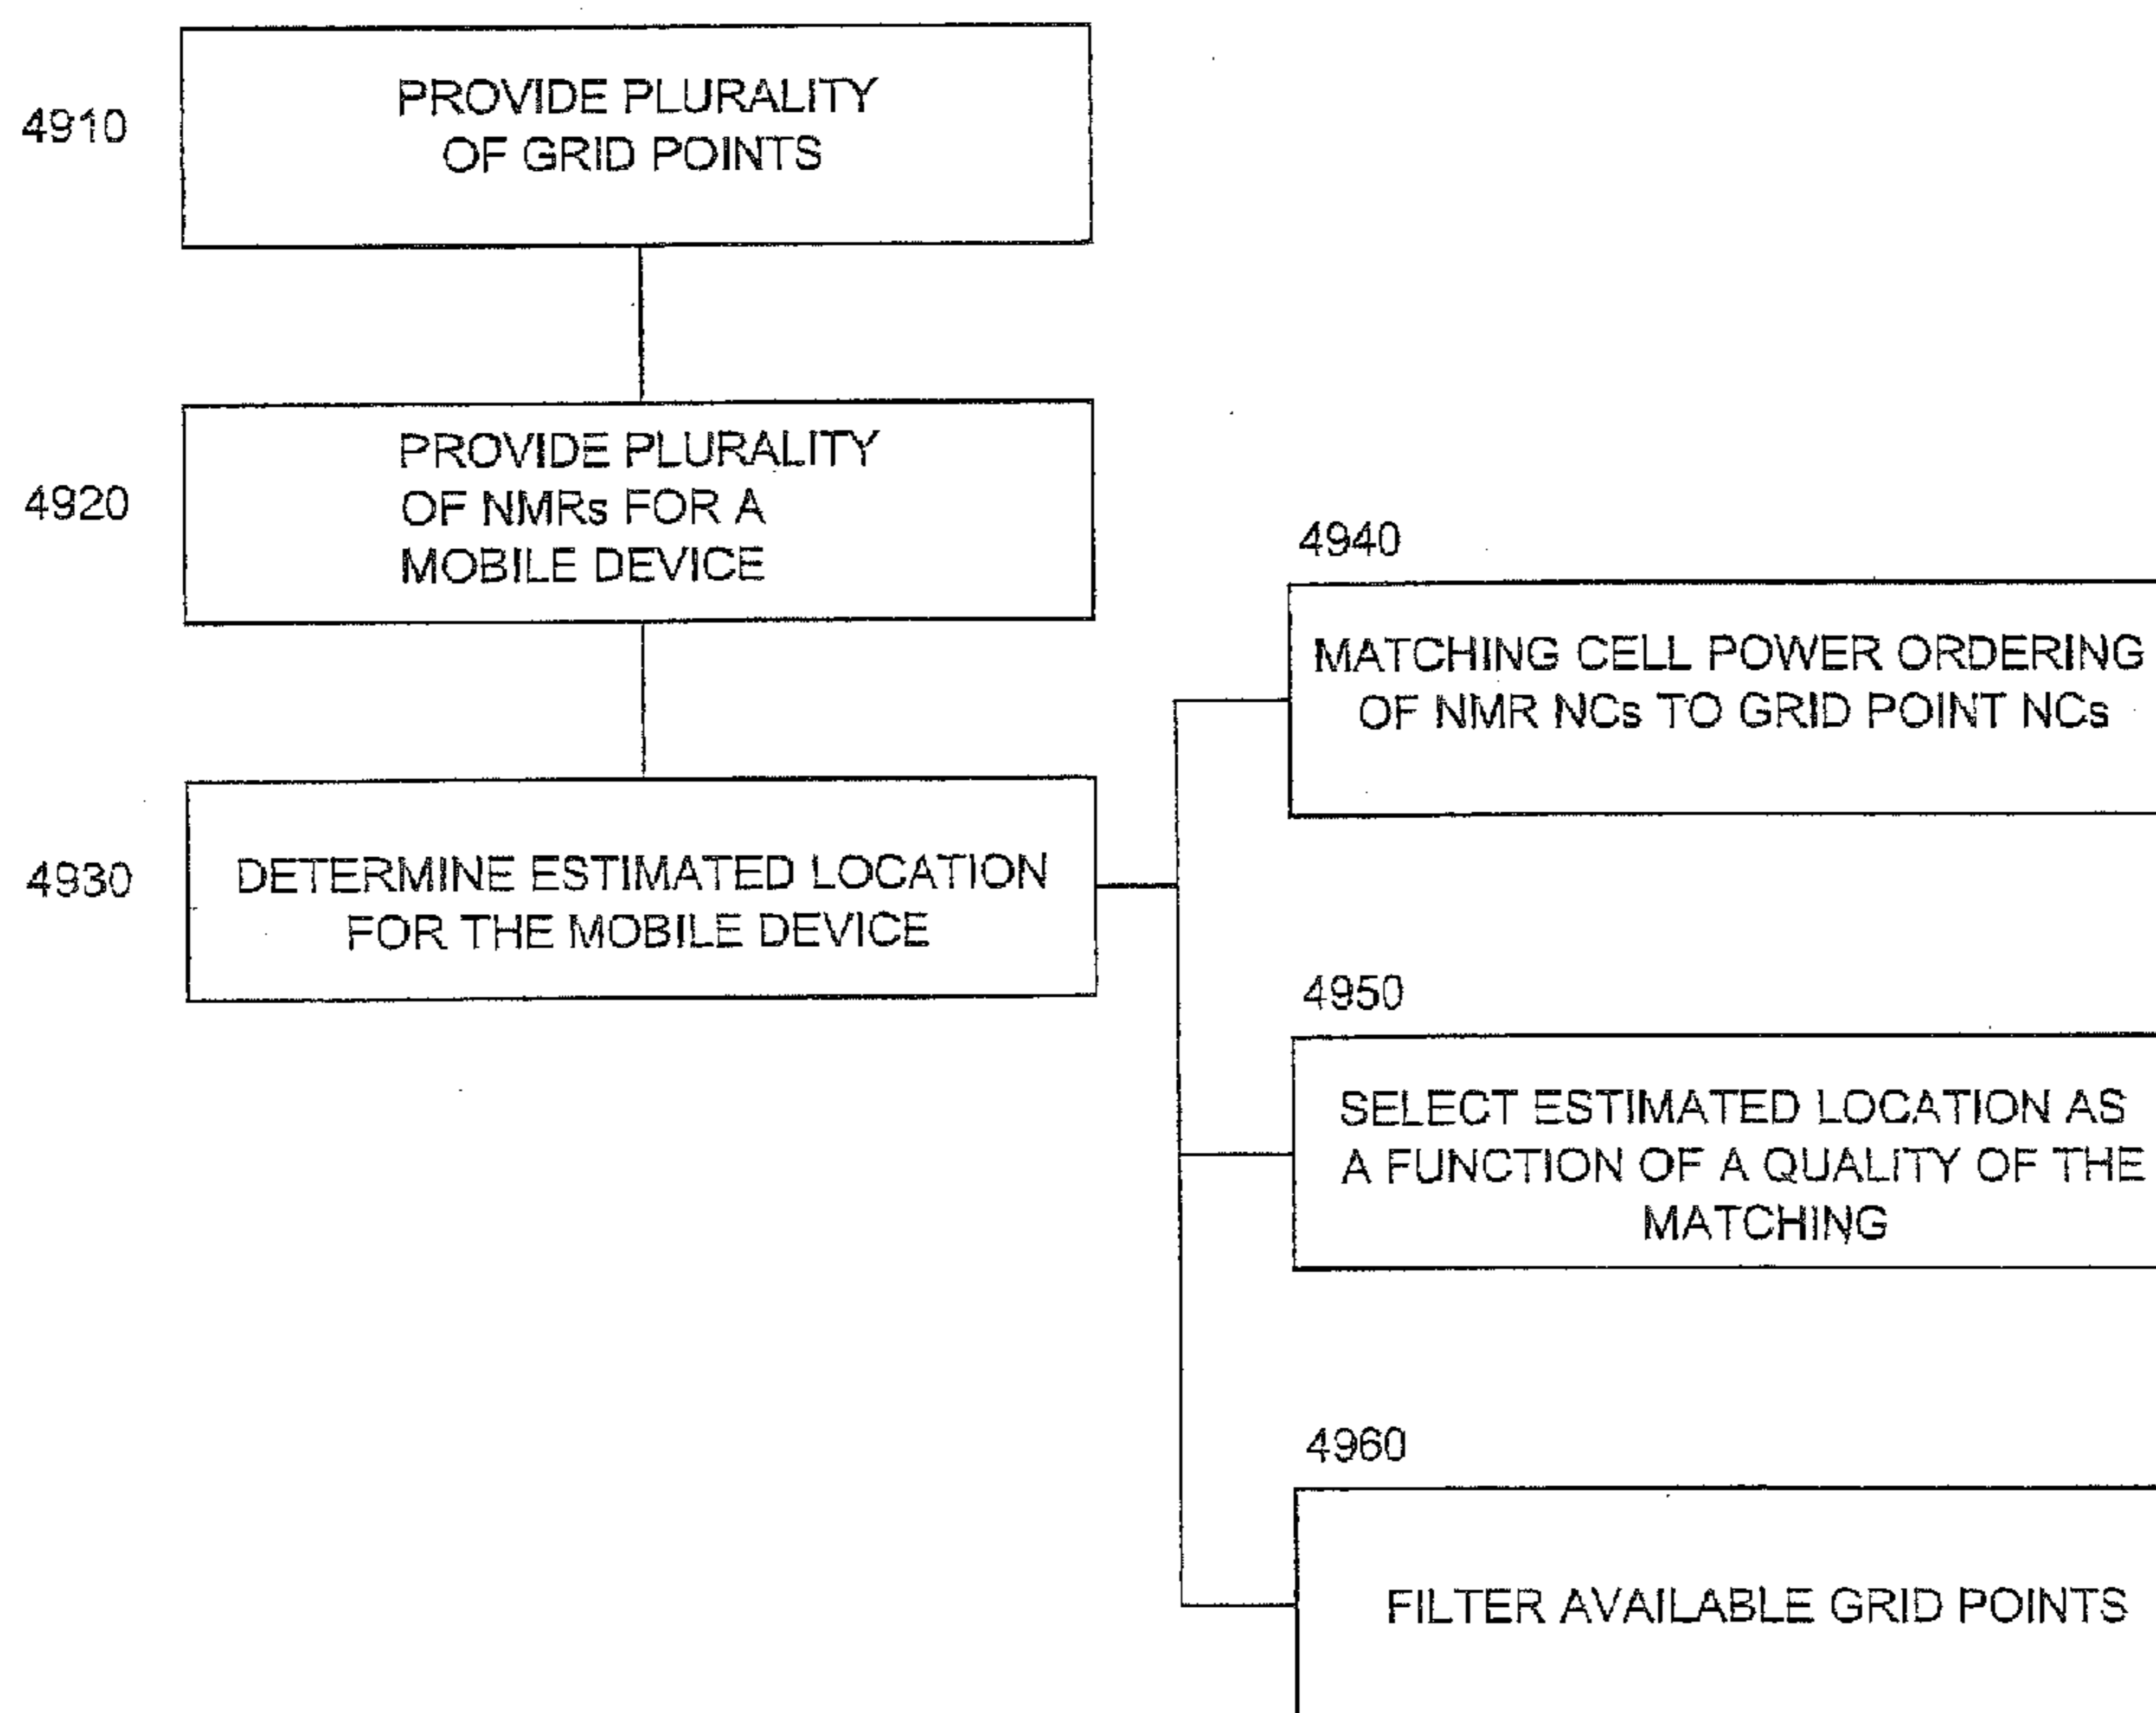 4910
PROVIDE PLURALITY
OF GRID POINTS
4920
PROVIDE PLURALITY
OF NMRs FOR A
MOBILE DEVICE
4930
DETERMINE ESTIMATED LOCATION
FOR THE MOBILE DEVICE
4940
MATCHING CELL POWER ORDERING
OF NMR NCs TO GRID POINT NCs
4950
SELECT ESTIMATED LOCATION AS
A FUNCTION OF A QUALITY OF THE
MATCHING
4960
FILTER AVAILABLE GRID POINTS